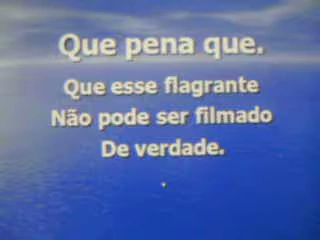 Que pena que.
Que esse flagrante
Não pode ser filmado
De verdade.
.